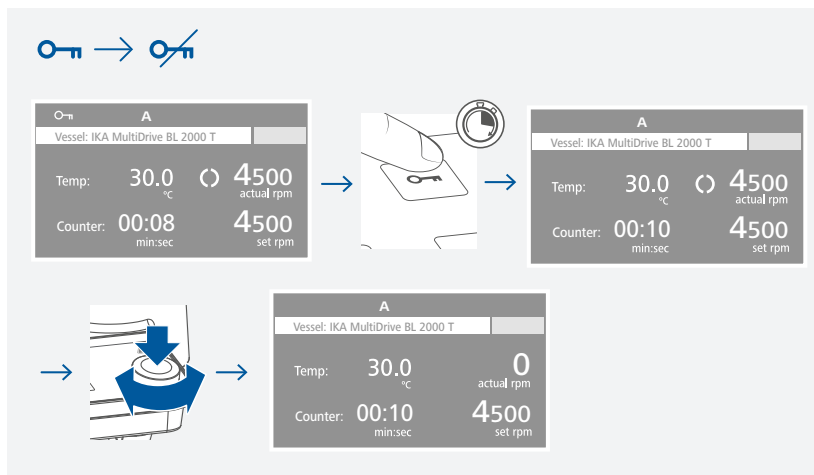 A
Vessel: IKA MultiDrive BL 2000 T
Temp: 30.0 4500
°C actual rpm
Counter: 00:08 4500
min:sec set rpm
A
Vessel: IKA MultiDrive BL 2000 T
Temp: 30.0 4500
°C actual rpm
Counter: 00:10 4500
min:sec set rpm
A
Vessel: IKA MultiDrive BL 2000 T
Temp: 30.0 0
°C actual rpm
Counter: 00:10 4500
min:sec set rpm